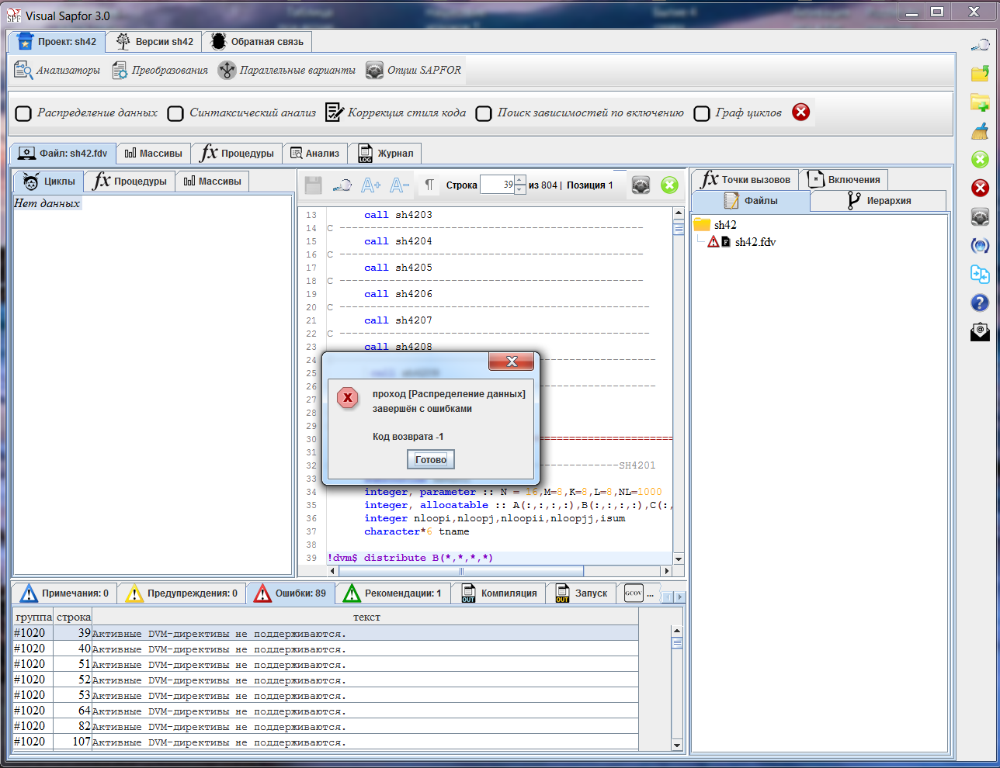 Visual Sapfor 3.0
Проект: sh42
Версии sh42
Обратная связь
Анализаторы
Преобразования
Параллельные варианты
Опции SAPFOR
Распределение данных
Синтаксический анализ
Коррекция стиля кода
Поиск зависимостей по включению
Граф циклов
Файл: sh42.fdv
Массивы
Процедуры
Анализ
Журнал
Циклы
Процедуры
Массивы
Нет данных
Строка 39 из 804 | Позиция 1
13 call sh4203
14 C -------------------------------------------------
15 call sh4204
16 C -------------------------------------------------
17 call sh4205
18 C -------------------------------------------------
19 call sh4206
20 C --------------------------------------------------
21 call sh4207
22 C --------------------------------------------------
23 call sh4208
24
25
26
27
28
29
30
31
32 -------------SH4201
33
34 integer, parameter :: N = 16,M=8,K=8,L=8,NL=1000
35 integer, allocatable :: A(:,:,:,:),B(:,:,:,:),C(:,
36 integer nloopi,nloopj,nloopii,nloopjj,isum
37 character*6 tname
38
39 !dvm$ distribute B(*,*,*,*)
проход [Распределение данных]
завершён с ошибками
Код возврата -1
Готово
Точки вызовов
Включения
Файлы
Иерархия
sh42
sh42.fdv
Примечания: 0
Предупреждения: 0
Ошибки: 89
Рекомендации: 1
Компиляция
Запуск
GCOV ...
группа строка текст
#1020 39 Активные DVM-директивы не поддерживаются.
#1020 40 Активные DVM-директивы не поддерживаются.
#1020 51 Активные DVM-директивы не поддерживаются.
#1020 52 Активные DVM-директивы не поддерживаются.
#1020 53 Активные DVM-директивы не поддерживаются.
#1020 64 Активные DVM-директивы не поддерживаются.
#1020 82 Активные DVM-директивы не поддерживаются.
#1020 107 Активные DVM-директивы не поддерживаются.